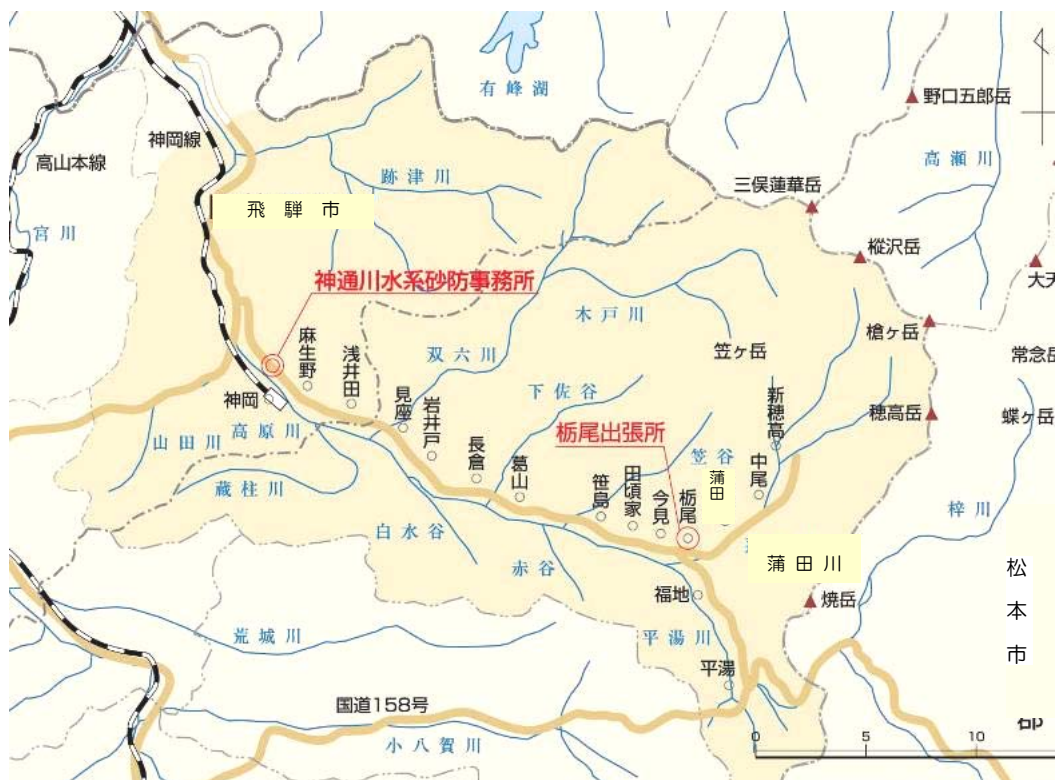 有峰湖
野口五郎岳
高瀬川
神岡線
高山本線
跡津川
三俣蓮華岳
飛騨市
宮川
樅沢岳
神通川水系砂防事務所
木戸川
槍ヶ岳
麻生野
浅井田
双六川
笠ヶ岳
常念岳
下佐谷
新穂高
穂高岳
蝶ヶ岳
神岡
見座
岩井戸
山田川
高原川
栃尾出張所
長倉
葛山
笠谷
中尾
蔵柱川
笹島
田頃家
今見
栃尾
蒲田
梓川
白水谷
赤谷
蒲田川
松本市
福地
焼岳
荒城川
平湯川
平湯
国道158号
小八賀川
0 5 10